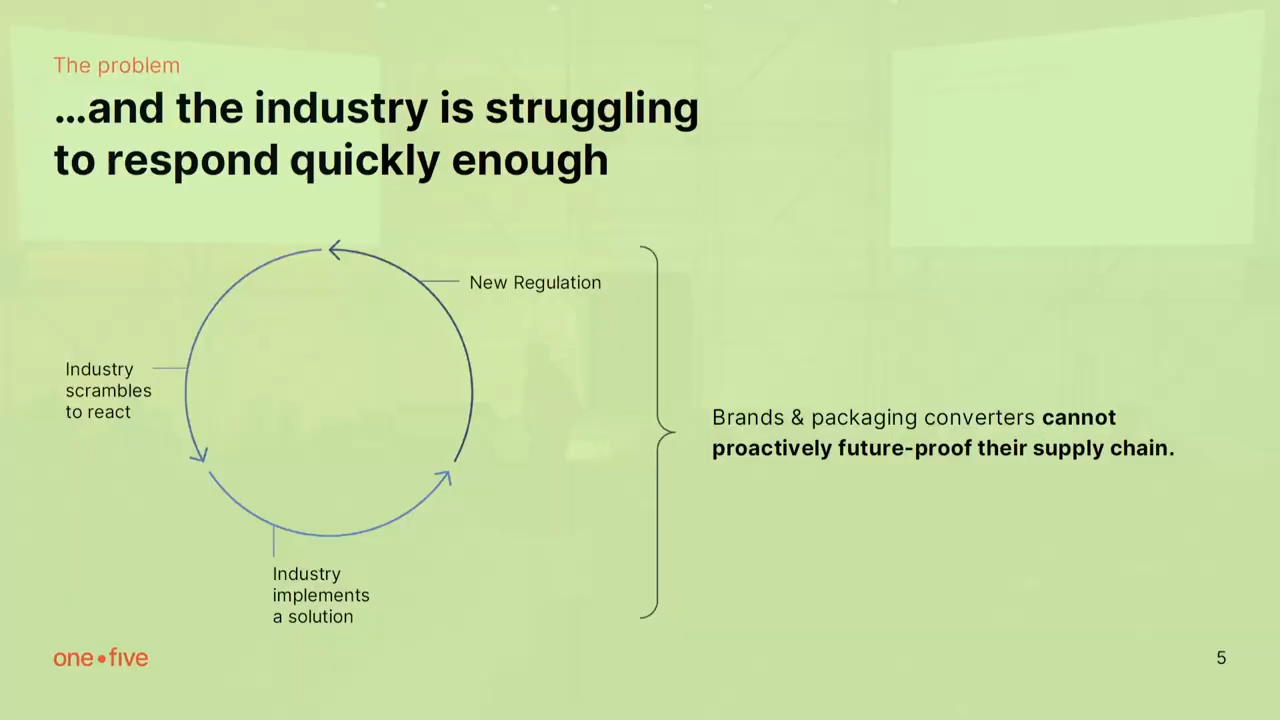 The problem
...and the industry is struggling
to respond quickly enough
New Regulation
Industry
scrambles
to react
Industry
implements
a solution
Brands & packaging converters cannot
proactively future-proof their supply chain.
one•five
5